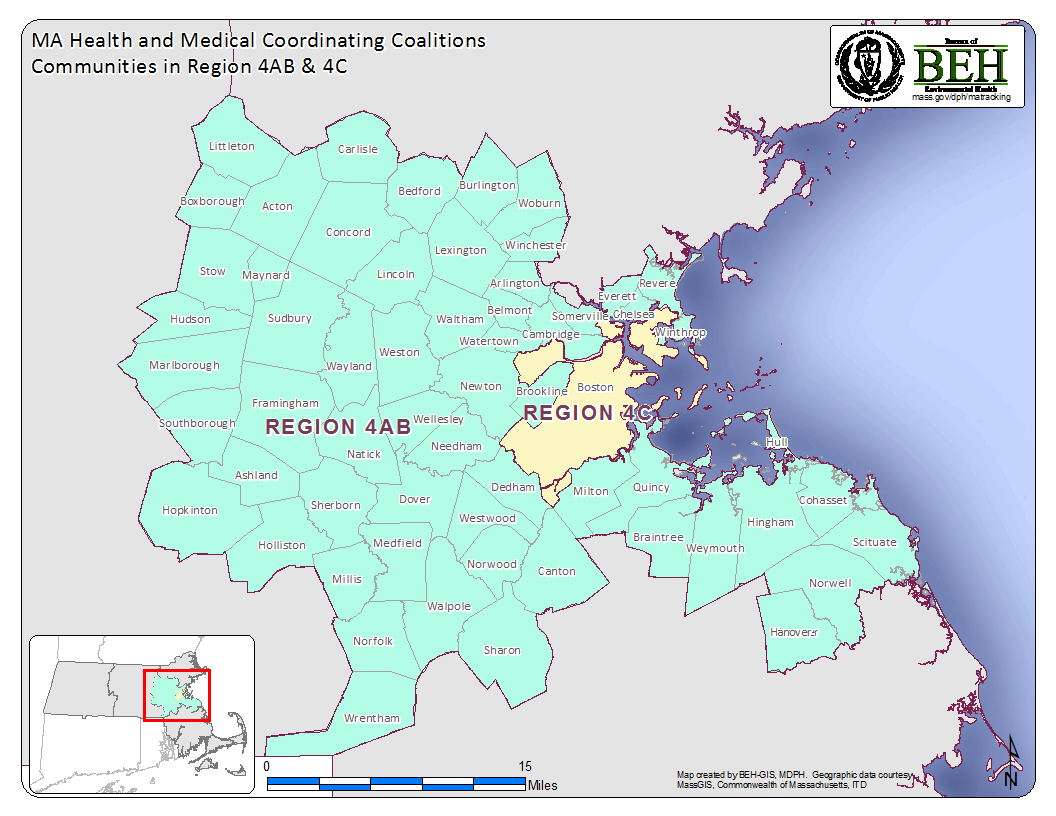 MA Health and Medical Coordinating Coalitions
Communities in Region 4AB & 4C
Bureau of
BEH
Environmental Health
mass.gov/dph/matracking
Littleton
Carlisle
Boxborough
Acton
Bedford
Burlington
Woburn
Concord
Lexington
Winchester
Stow
Maynard
Lincoln
Arlington
Revere
Everett
Hudson
Sudbury
Waltham
Belmont
Somerville
Chelsea
Watertown
Cambridge
Winthrop
Marlborough
Wayland
Weston
Newton
Brookline
Boston
Framingham
Southborough
REGION 4AB
Wellesley
REGION 4C
Natick
Needham
Hull
Ashland
Sherborn
Dover
Dedham
Milton
Quincy
Hopkinton
Westwood
Cohasset
Hingham
Holliston
Medfield
Braintree
Weymouth
Scituate
Millis
Norwood
Canton
Norwell
Walpole
Norfolk
Sharon
Hanover
Wrentham
0 15
Miles
Map created by BEH-GIS, MDPH. Geographic data courtesy
MassGIS, Commonwealth of Massachusetts, ITD
N